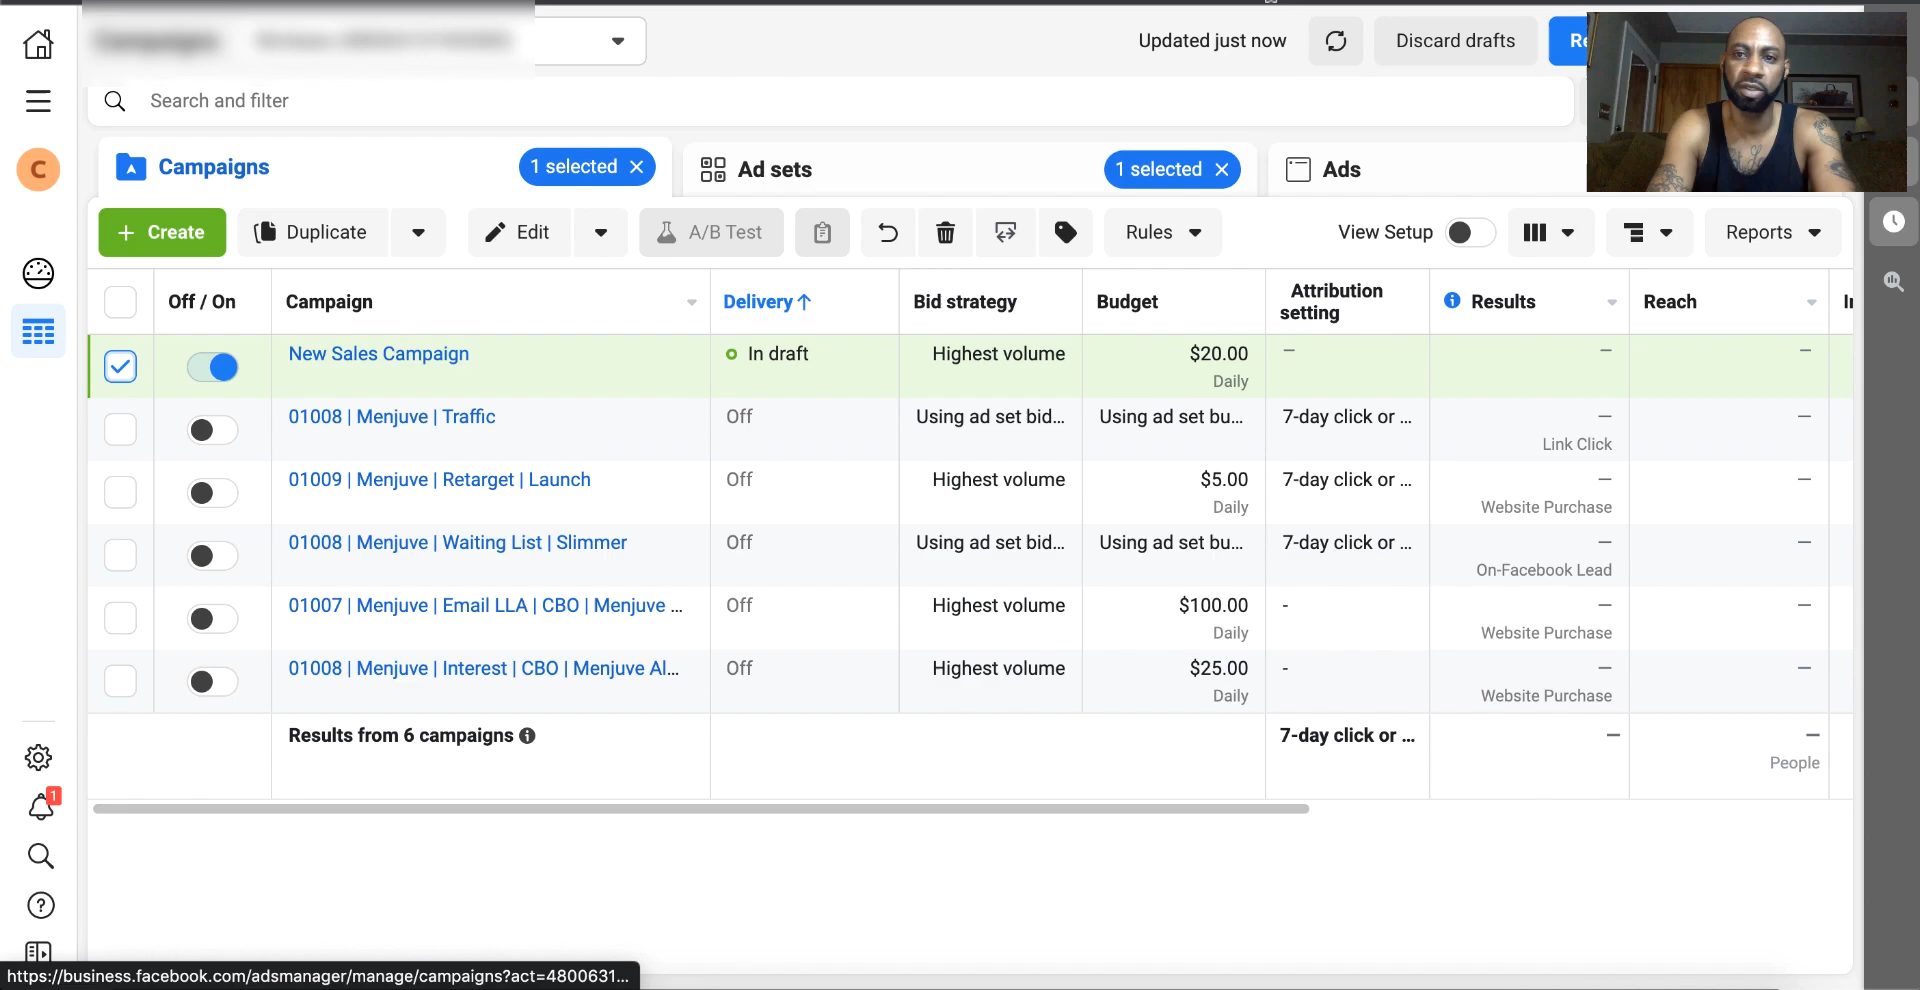 Updated just now
Discard drafts
Re
Search and filter
C
Campaigns
1 selected
Ad sets
1 selected
Ads
+ Create
Duplicate
Edit
A/B Test
Rules
View Setup
Reports
Off / On
Campaign
Delivery ↑
Bid strategy
Budget
Attribution
setting
Results
Reach
New Sales Campaign
In draft
Highest volume
$20.00
Daily
–
–
–
01008 | Menjuve | Traffic
Off
Using ad set bid...
Using ad set bu...
7-day click or ...
–
Link Click
–
01009 | Menjuve | Retarget | Launch
Off
Highest volume
$5.00
Daily
7-day click or ...
–
Website Purchase
–
01008 | Menjuve | Waiting List | Slimmer
Off
Using ad set bid...
Using ad set bu...
7-day click or ...
–
On-Facebook Lead
–
01007 | Menjuve | Email LLA | CBO | Menjuve ...
Off
Highest volume
$100.00
Daily
-
–
Website Purchase
–
01008 | Menjuve | Interest | CBO | Menjuve Al...
Off
Highest volume
$25.00
Daily
-
–
Website Purchase
–
Results from 6 campaigns
7-day click or ...
–
–
People
1
https://business.facebook.com/adsmanager/manage/campaigns?act=4800631...